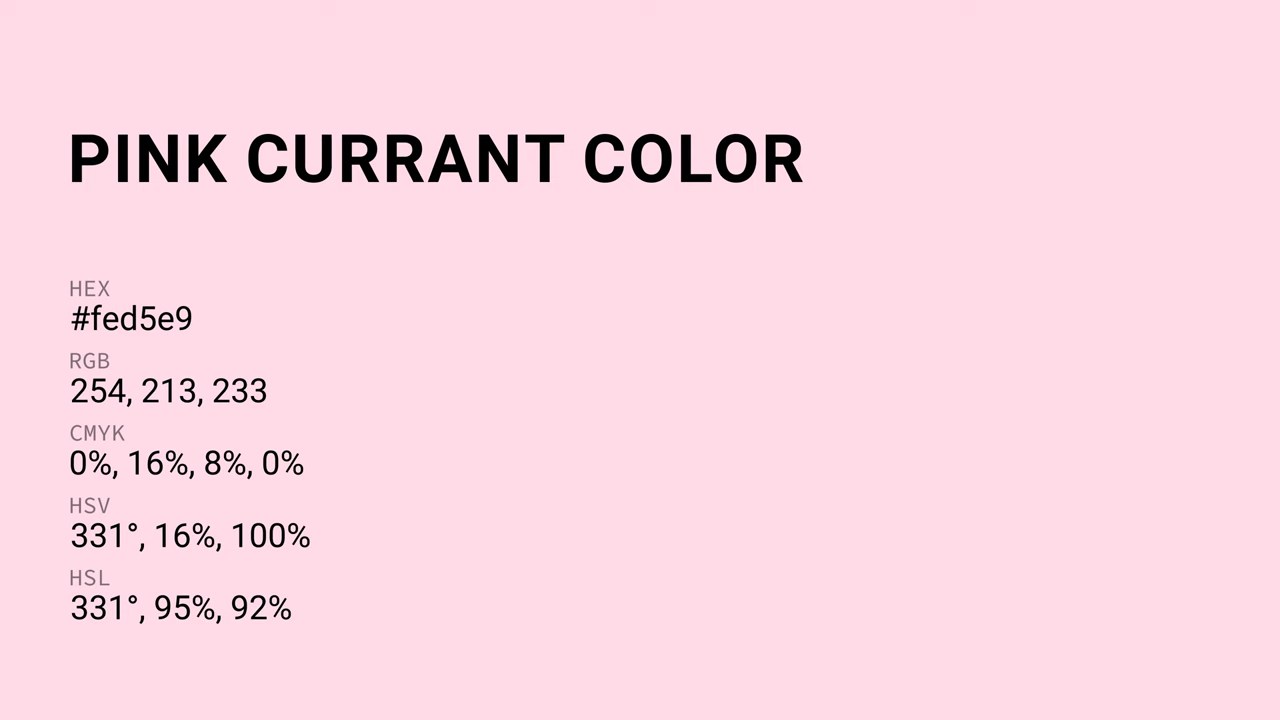 PINK CURRANT COLOR
HEX
#fed5e9
RGB
254, 213, 233
CMYK
0%, 16%, 8%, 0%
HSV
331°, 16%, 100%
HSL
331°, 95%, 92%